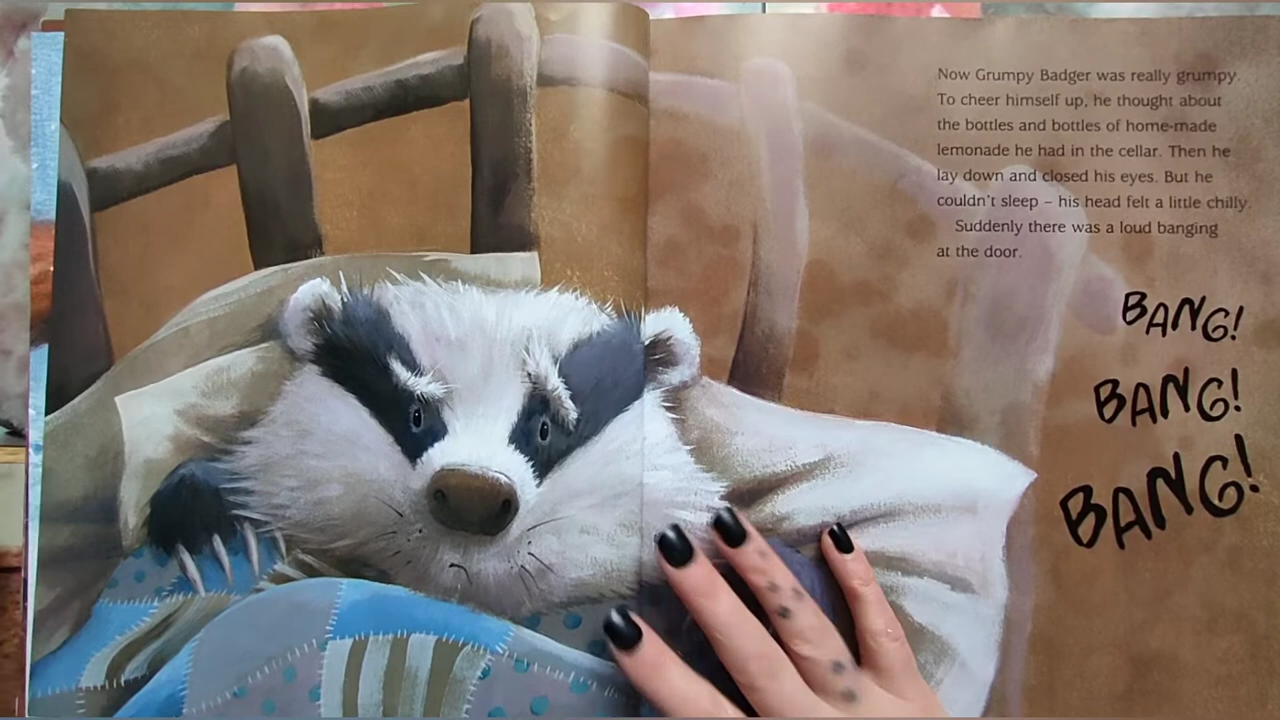 Now Grumpy Badger was really grumpy.
To cheer himself up, he thought about
the bottles and bottles of home-made
lemonade he had in the cellar. Then he
lay down and closed his eyes. But he
couldn't sleep – his head felt a little chilly.
Suddenly there was a loud banging
at the door.
BANG!
BANG!
BANG!